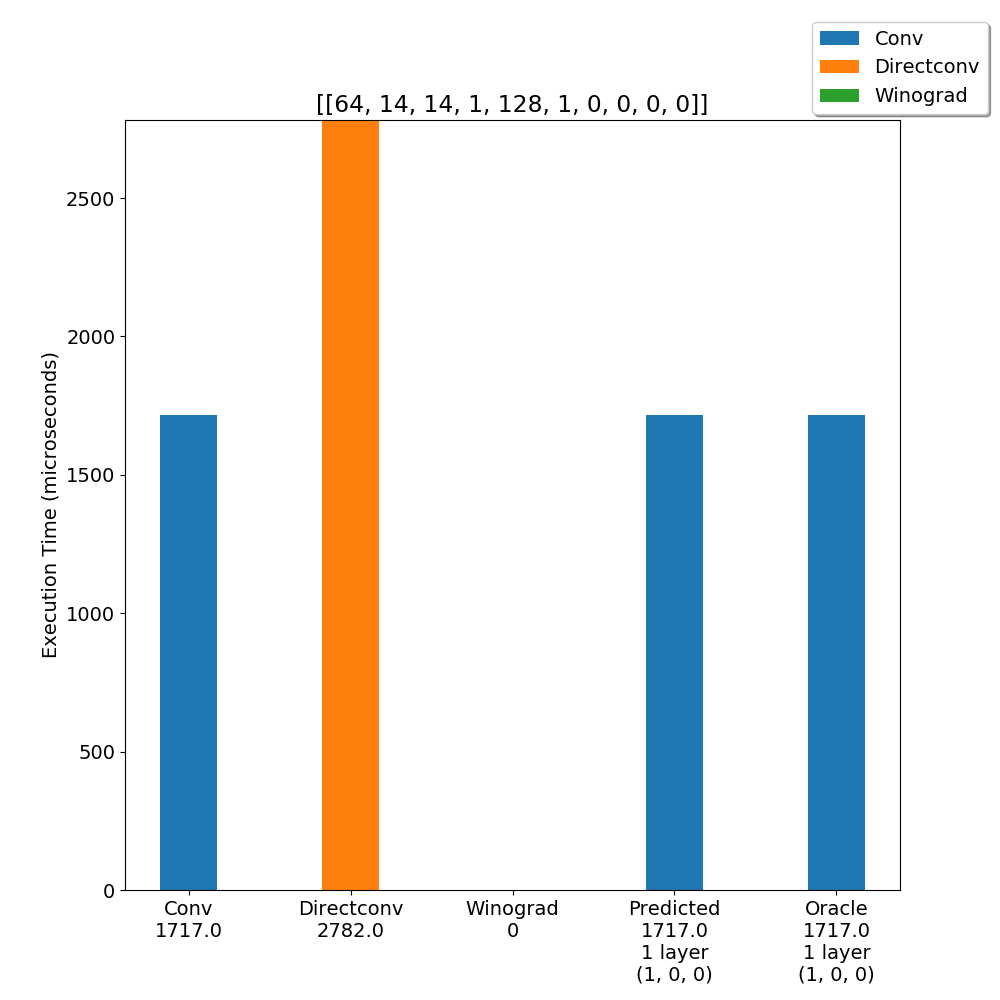 Conv
Directconv
Winograd
[[64, 14, 14, 1, 128, 1, 0, 0, 0, 0]]
Execution Time (microseconds)
2500
2000
1500
1000
500
0
Conv
1717.0
Directconv
2782.0
Winograd
0
Predicted
1717.0
1 layer
(1, 0, 0)
Oracle
1717.0
1 layer
(1, 0, 0)